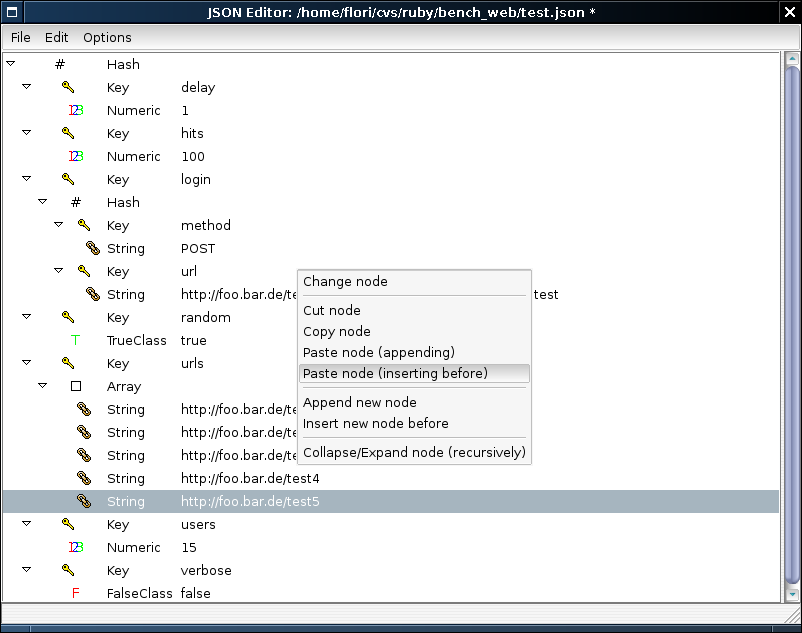 JSON Editor: /home/flori/cvs/ruby/bench_web/test.json *
File Edit Options
# Hash
Key delay
123 Numeric 1
Key hits
123 Numeric 100
Key login
# Hash
Key method
String POST
Key url
String http://foo.bar.de/te test
Key random
T TrueClass true
Key urls
Array
String http://foo.bar.de/te
String http://foo.bar.de/te
String http://foo.bar.de/te
String http://foo.bar.de/test4
String http://foo.bar.de/test5
Key users
123 Numeric 15
Key verbose
F FalseClass false
Change node
Cut node
Copy node
Paste node (appending)
Paste node (inserting before)
Append new node
Insert new node before
Collapse/Expand node (recursively)